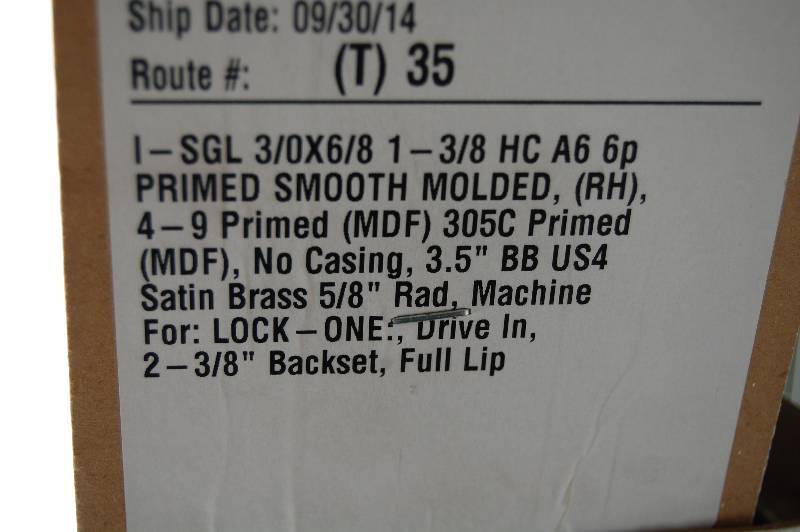 Ship Date: 09/30/14
Route #: (T) 35
I-SGL 3/0X6/8 1-3/8 HC A6 6p
PRIMED SMOOTH MOLDED, (RH),
4-9 Primed (MDF) 305C Primed
(MDF), No Casing, 3.5" BB US4
Satin Brass 5/8" Rad, Machine
For: LOCK-ONE:, Drive In,
2-3/8" Backset, Full Lip